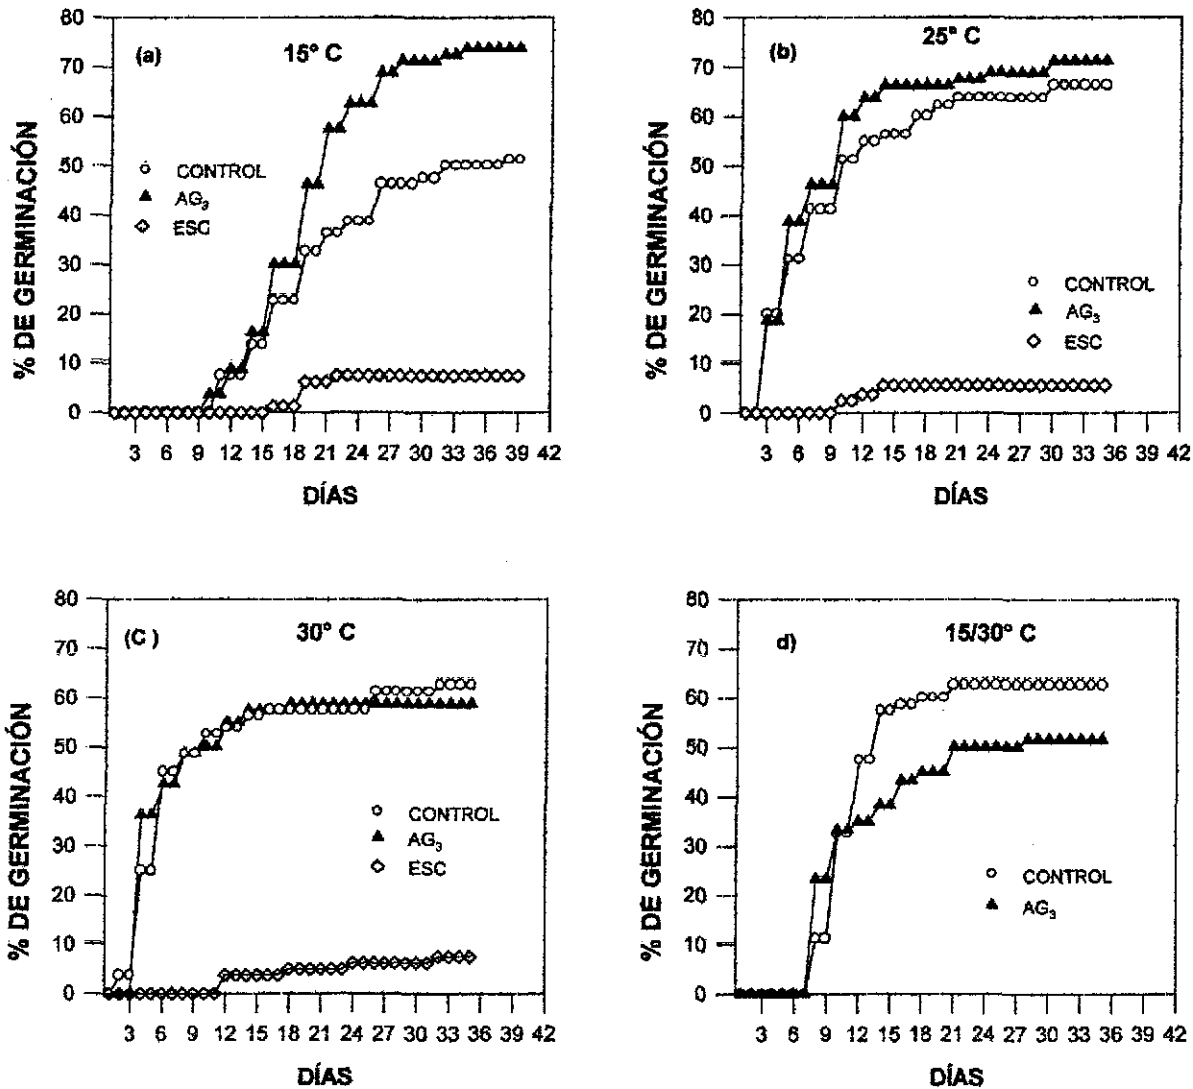 (a)
15° C
% DE GERMINACIÓN
80
70
60
50
40
30
20
10
0
CONTROL
AG₃
ESC
3 6 9 12 15 18 21 24 27 30 33 36 39 42
DÍAS
(b)
25° C
% DE GERMINACIÓN
80
70
60
50
40
30
20
10
0
CONTROL
AG₃
ESC
3 6 9 12 15 18 21 24 27 30 33 36 39 42
DÍAS
(C )
30° C
% DE GERMINACIÓN
80
70
60
50
40
30
20
10
0
CONTROL
AG₃
ESC
3 6 9 12 15 18 21 24 27 30 33 36 39 42
DÍAS
d)
15/30° C
% DE GERMINACIÓN
80
70
60
50
40
30
20
10
0
CONTROL
AG₃
3 6 9 12 15 18 21 24 27 30 33 36 39 42
DÍAS